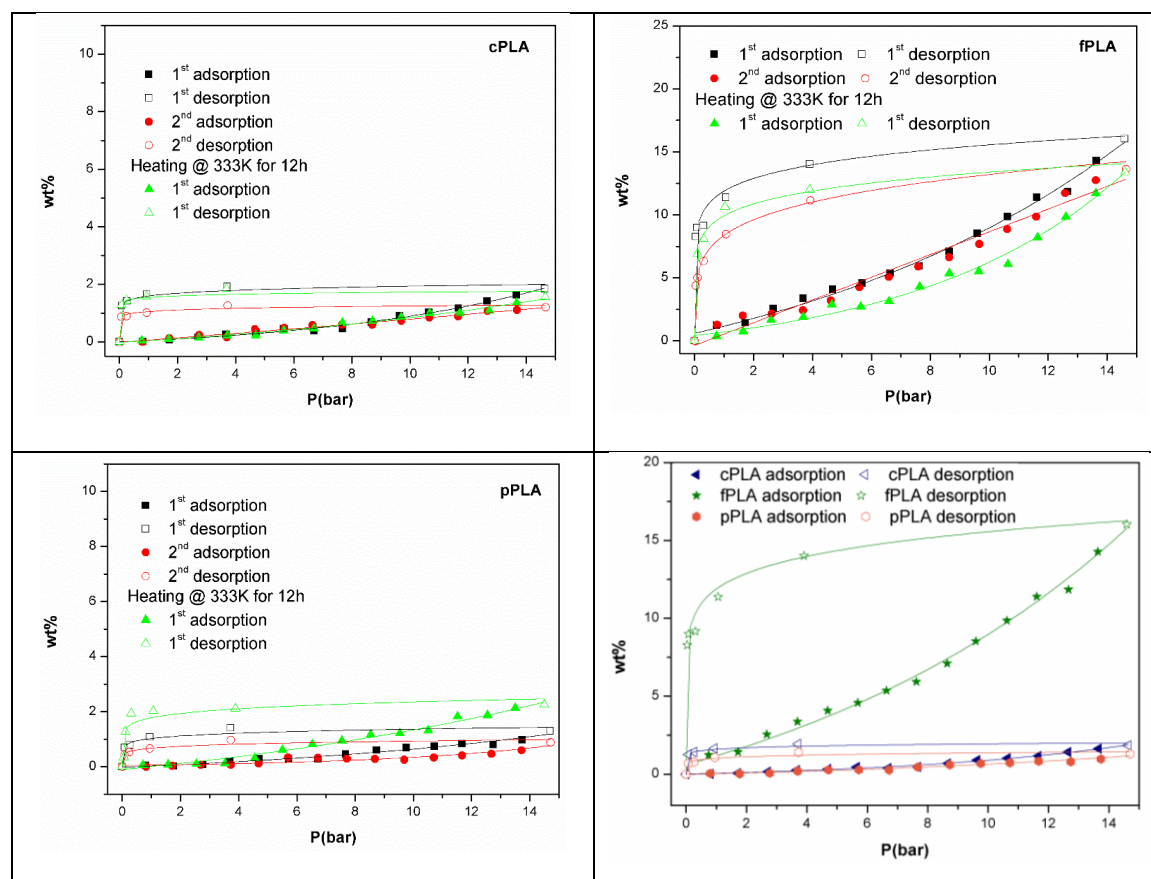 cPLA
1st adsorption
1st desorption
2nd adsorption
2nd desorption
Heating @ 333K for 12h
1st adsorption
1st desorption
10
8
6
4
2
0
wt%
0 2 4 6 8 10 12 14
P(bar)
fPLA
1st adsorption 1st desorption
2nd adsorption 2nd desorption
Heating @ 333K for 12h
1st adsorption 1st desorption
25
20
15
10
5
0
wt%
0 2 4 6 8 10 12 14
P(bar)
pPLA
1st adsorption
1st desorption
2nd adsorption
2nd desorption
Heating @ 333K for 12h
1st adsorption
1st desorption
10
8
6
4
2
0
wt%
0 2 4 6 8 10 12 14
P(bar)
cPLA adsorption cPLA desorption
fPLA adsorption fPLA desorption
pPLA adsorption pPLA desorption
20
15
10
5
0
wt%
0 2 4 6 8 10 12 14
P(bar)